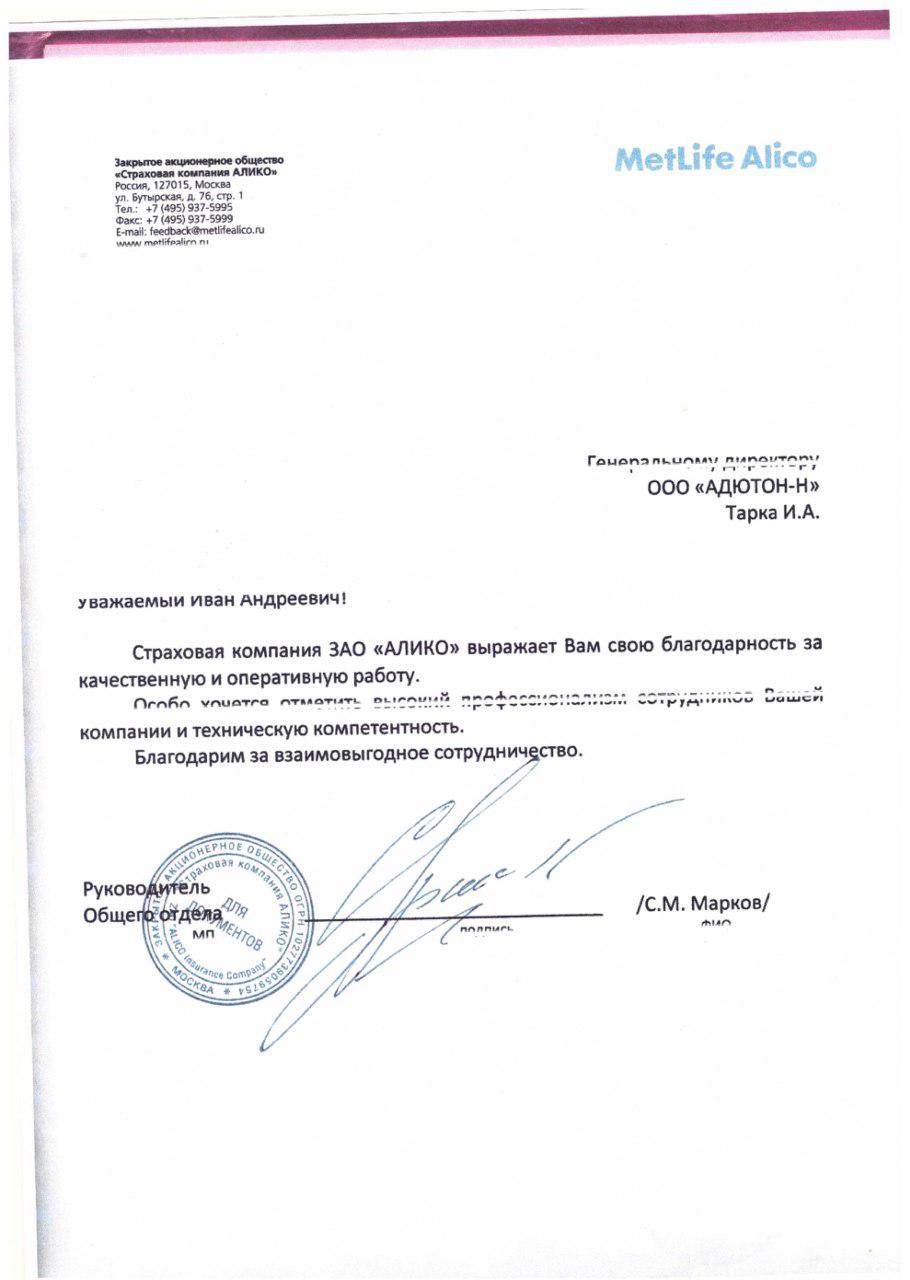 Закрытое акционерное общество
«Страховая компания АЛИКО»
Россия, 127015, Москва
ул. Бутырская, д. 76, стр. 1
Тел.: +7 (495) 937-5995
Факс: +7 (495) 937-5999
E-mail: feedback@metlifealico.ru
www.metlifealico.ru
MetLife Alico
Генеральному директору
ООО «АДЮТОН-Н»
Тарка И.А.
Уважаемый Иван Андреевич!
Страховая компания ЗАО «АЛИКО» выражает Вам свою благодарность за
качественную и оперативную работу.
Особо хочется отметить высокий профессионализм сотрудников Вашей
компании и техническую компетентность.
Благодарим за взаимовыгодное сотрудничество.
Руководитель
Общего отдела
/С.М. Марков/
МП
подпись
ФИО
ЗАКРЫТОЕ АКЦИОНЕРНОЕ ОБЩЕСТВО ОГРН 1027739059754
* МОСКВА *
"Страховая компания АЛИКО"
"ALICO Insurance Company"
ДЛЯ
ДОКУМЕНТОВ